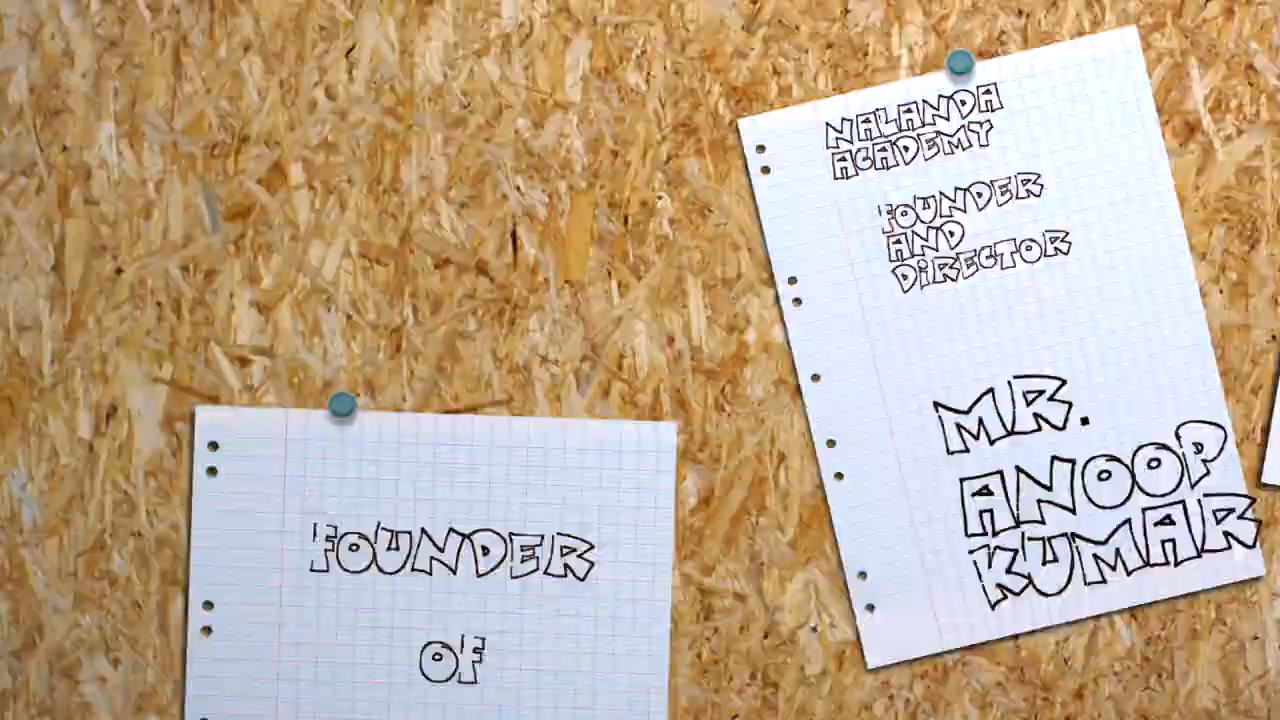 NALANDA
ACADEMY
FOUNDER
AND
DIRECTOR
MR.
ANOOP
KUMAR
FOUNDER
OF